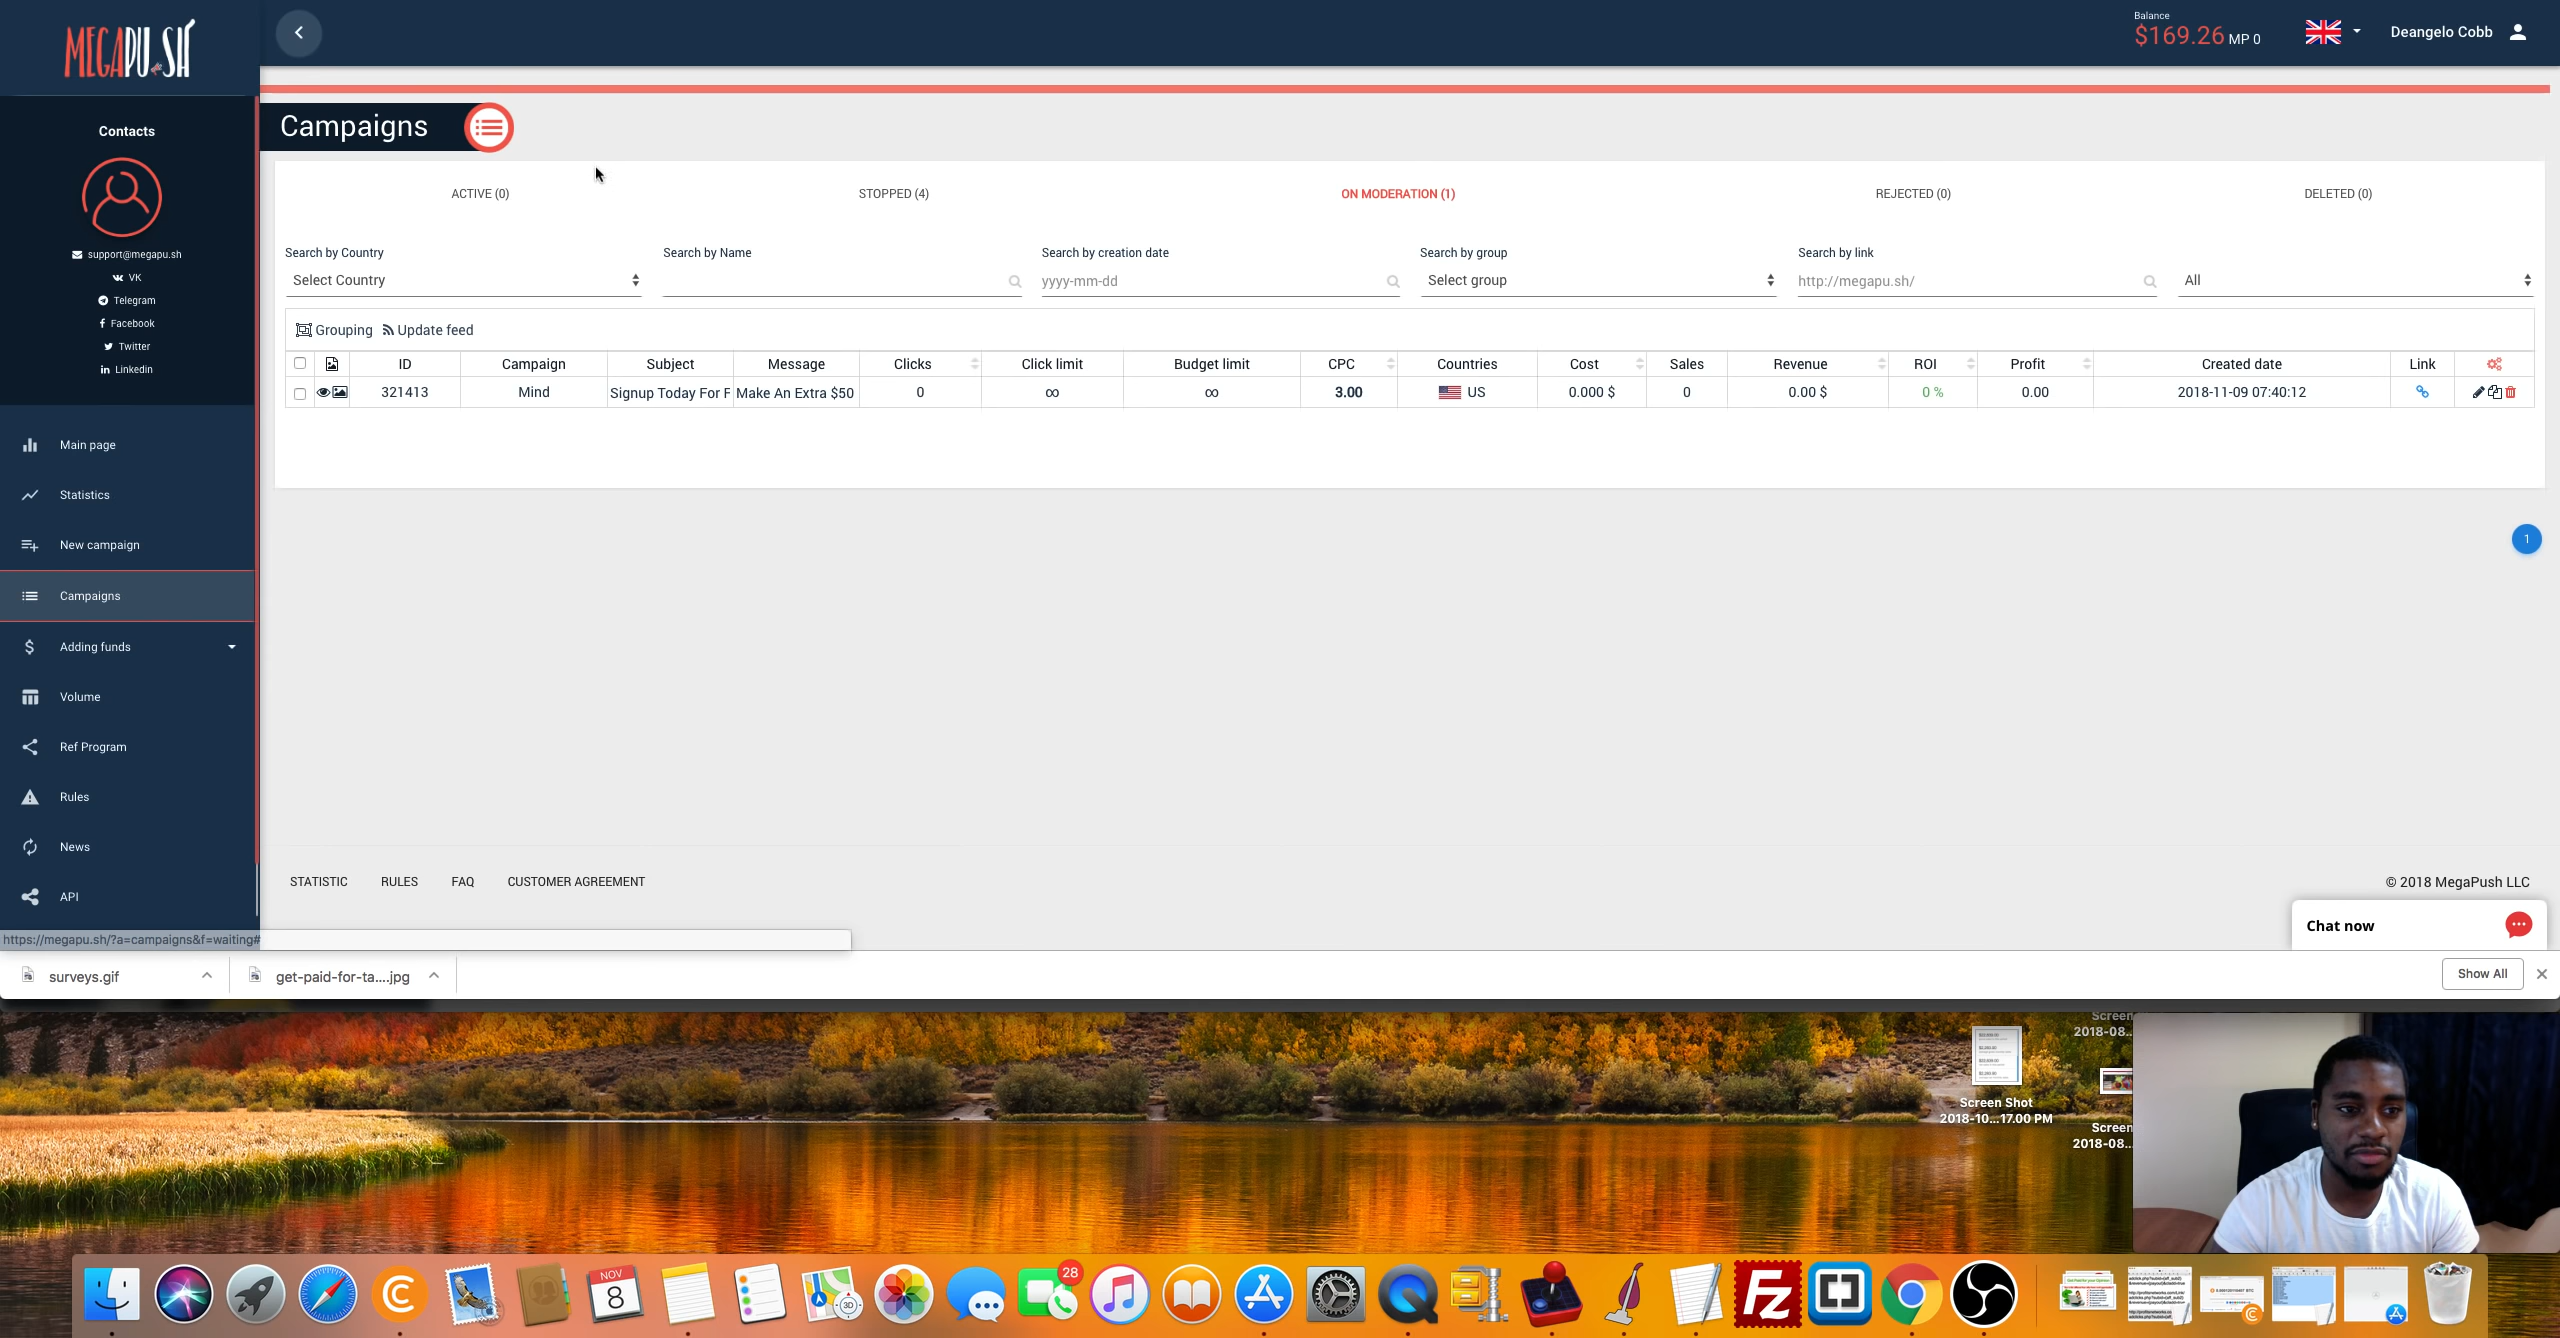 MEGAPU.SH
Balance
$169.26 MP 0
Deangelo Cobb
Contacts
support@megapu.sh
VK
Telegram
Facebook
Twitter
Linkedin
Main page
Statistics
New campaign
Campaigns
Adding funds
Volume
Ref Program
Rules
News
API
Campaigns
ACTIVE (0) STOPPED (4) ON MODERATION (1) REJECTED (0) DELETED (0)
Search by Country Search by Name Search by creation date Search by group Search by link
Select Country yyyy-mm-dd Select group http://megapu.sh/ All
Grouping Update feed
ID Campaign Subject Message Clicks Click limit Budget limit CPC Countries Cost Sales Revenue ROI Profit Created date Link
321413 Mind Signup Today For F Make An Extra $50 0 ∞ ∞ 3.00 US 0.000 $ 0 0.00 $ 0 % 0.00 2018-11-09 07:40:12
1
STATISTIC RULES FAQ CUSTOMER AGREEMENT © 2018 MegaPush LLC
Chat now
https://megapu.sh/?a=campaigns&f=waiting#
surveys.gif get-paid-for-ta....jpg Show All
Screen
2018-08...
Screen Shot
2018-10...17.00 PM
Screen
2018-08...
NOV
8
3D
28
Fz